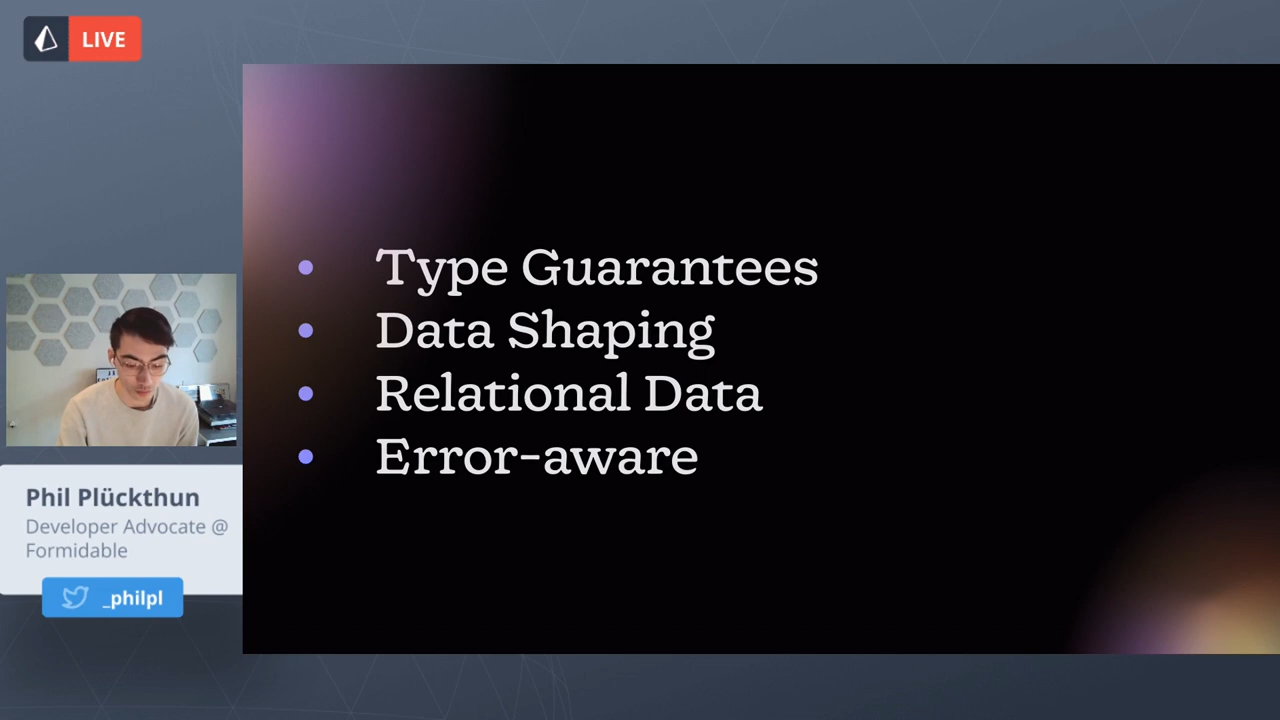 LIVE
Type Guarantees
Data Shaping
Relational Data
Error-aware
Phil Plückthun
Developer Advocate @
Formidable
_philpl